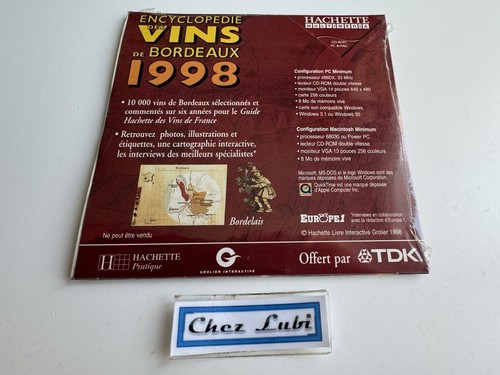 ENCYCLOPEDIE
DES
VINS
DE BORDEAUX
1998
HACHETTE
MULTIMEDIA
CD-ROM
PC & MAC
• 10 000 vins de Bordeaux sélectionnés et
commentés sur six années pour le Guide
Hachette des Vins de France
• Retrouvez photos, illustrations et
étiquettes, une cartographie interactive,
les interviews des meilleurs spécialistes*
Configuration PC Minimum
• processeur 486DX, 33 MHz
• lecteur CD-ROM double vitesse
• moniteur VGA 14 pouces 640 x 480
• carte 256 couleurs
• 8 Mo de mémoire vive
• carte son compatible Windows
• Windows 3.1 ou Windows 95
Configuration Macintosh Minimum
• processeur 68030 ou Power PC
• lecteur CD-ROM double vitesse
• moniteur VGA 13 pouces 256 couleurs
• 8 Mo de mémoire vive
Microsoft, MS-DOS et le logo Windows sont des
marques déposées de Microsoft Corporation.
QuickTime est une marque déposée
d'Apple Computer Inc.
Bordelais
EUROPE1
*Interviews en collaboration
avec la rédaction d'Europe 1
© Hachette Livre Interactive Grolier 1998
Ne peut être vendu
H HACHETTE
Pratique
GROLIER INTERACTIVE
Offert par TDK
Chez Lubi